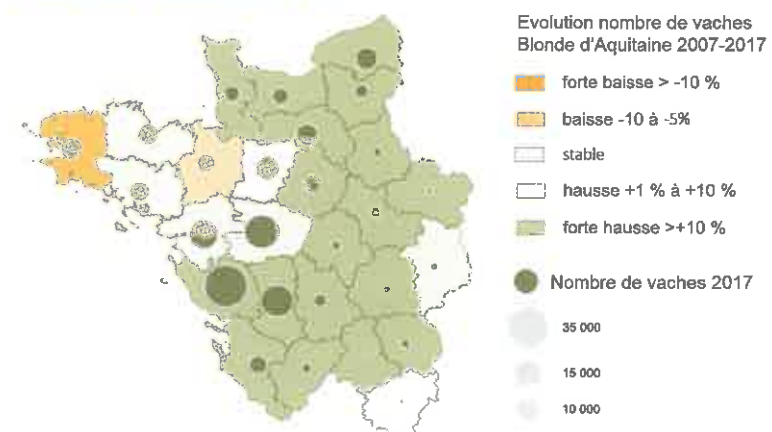 Evolution nombre de vaches
Blonde d'Aquitaine 2007-2017
forte baisse > -10 %
baisse -10 à -5%
stable
hausse +1 % à +10 %
forte hausse >+10 %
Nombre de vaches 2017
35 000
15 000
10 000